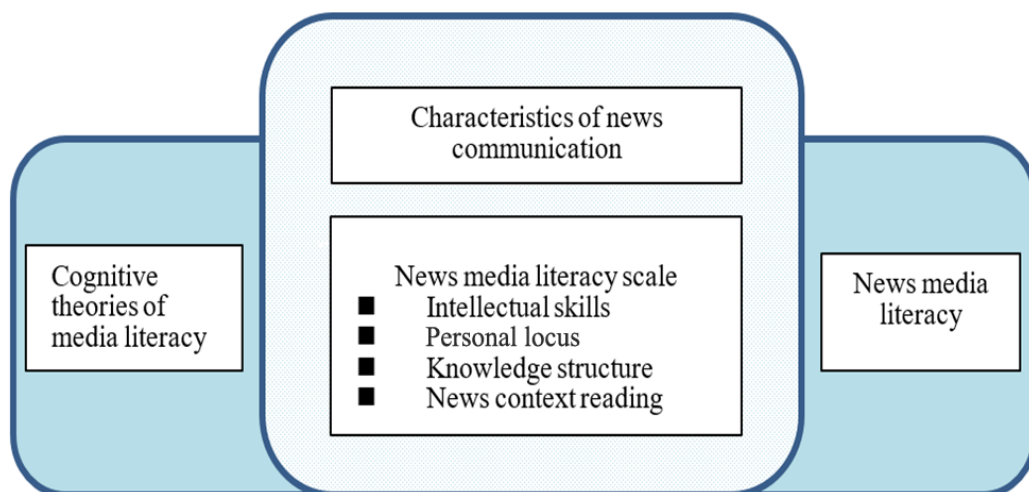 Characteristics of news
communication
Cognitive
theories of
media literacy
News media literacy scale
■ Intellectual skills
■ Personal locus
■ Knowledge structure
■ News context reading
News media
literacy